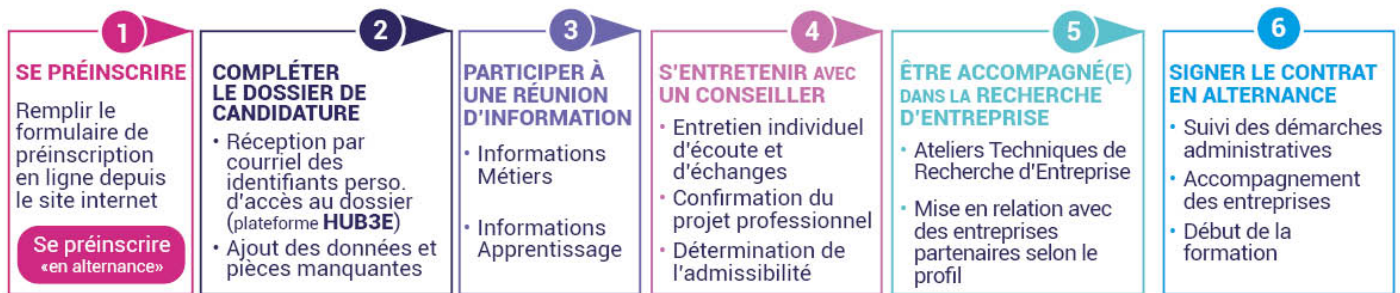 1
SE PRÉINSCRIRE
Remplir le
formulaire de
préinscription
en ligne depuis
le site internet
Se préinscrire
«en alternance»
2
COMPLÉTER
LE DOSSIER DE
CANDIDATURE
• Réception par
courriel des
identifiants perso.
d'accès au dossier
(plateforme HUB3E)
• Ajout des données et
pièces manquantes
3
PARTICIPER À
UNE RÉUNION
D'INFORMATION
• Informations
Métiers
• Informations
Apprentissage
4
S'ENTRETENIR AVEC
UN CONSEILLER
• Entretien individuel
d'écoute et
d'échanges
• Confirmation du
projet professionnel
• Détermination de
l'admissibilité
5
ÊTRE ACCOMPAGNÉ(E)
DANS LA RECHERCHE
D'ENTREPRISE
• Ateliers Techniques de
Recherche d'Entreprise
• Mise en relation avec
des entreprises
partenaires selon le
profil
6
SIGNER LE CONTRAT
EN ALTERNANCE
• Suivi des démarches
administratives
• Accompagnement
des entreprises
• Début de la
formation